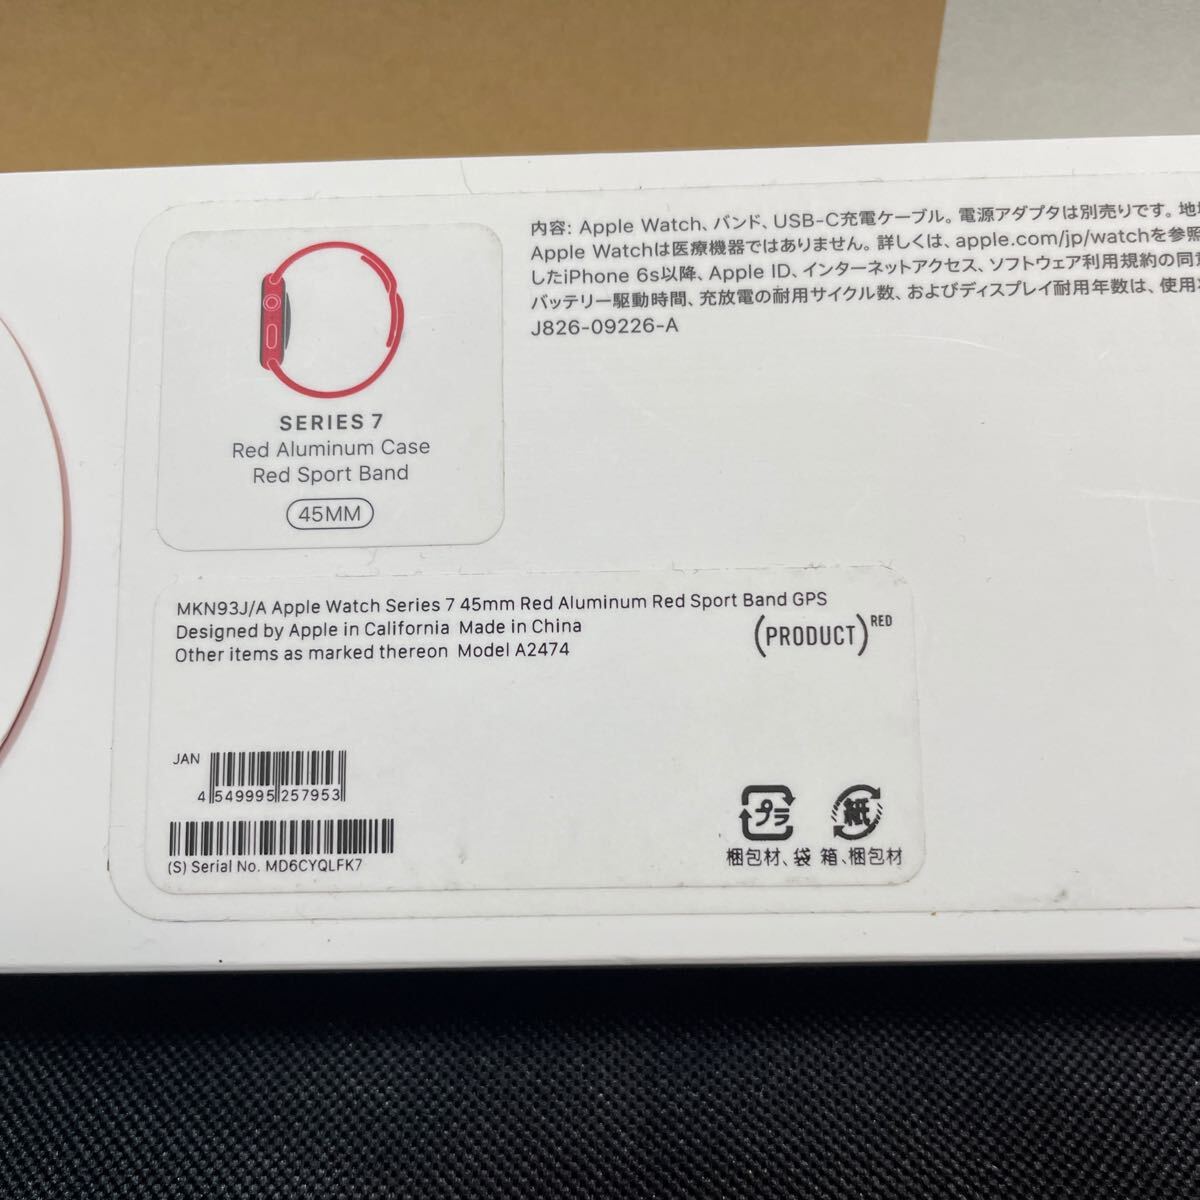 内容: Apple Watch、バンド、USB-C充電ケーブル。電源アダプタは別売りです。地
Apple Watchは医療機器ではありません。詳しくは、apple.com/jp/watchを参照
したiPhone 6s以降、Apple ID、インターネットアクセス、ソフトウェア利用規約の同意
バッテリー駆動時間、充放電の耐用サイクル数、およびディスプレイ耐用年数は、使用
J826-09226-A
SERIES 7
Red Aluminum Case
Red Sport Band
45MM
MKN93J/A Apple Watch Series 7 45mm Red Aluminum Red Sport Band GPS
Designed by Apple in California Made in China
Other items as marked thereon Model A2474
(PRODUCT)RED
JAN
4 549995 257953
(S) Serial No. MD6CYQLFK7
プラ
紙
梱包材、袋 箱、梱包材